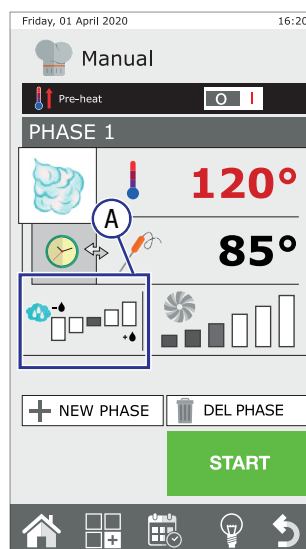 Friday, 01 April 2020 16:20
Manual
Pre-heat O I
PHASE 1
120°
A
85°
NEW PHASE DEL PHASE
START